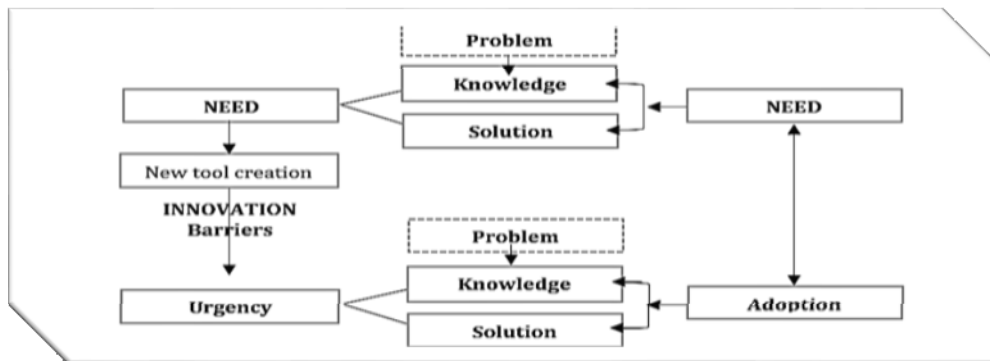 Problem
Knowledge
NEED
NEED
Solution
New tool creation
INNOVATION
Barriers
Problem
Knowledge
Urgency
Adoption
Solution